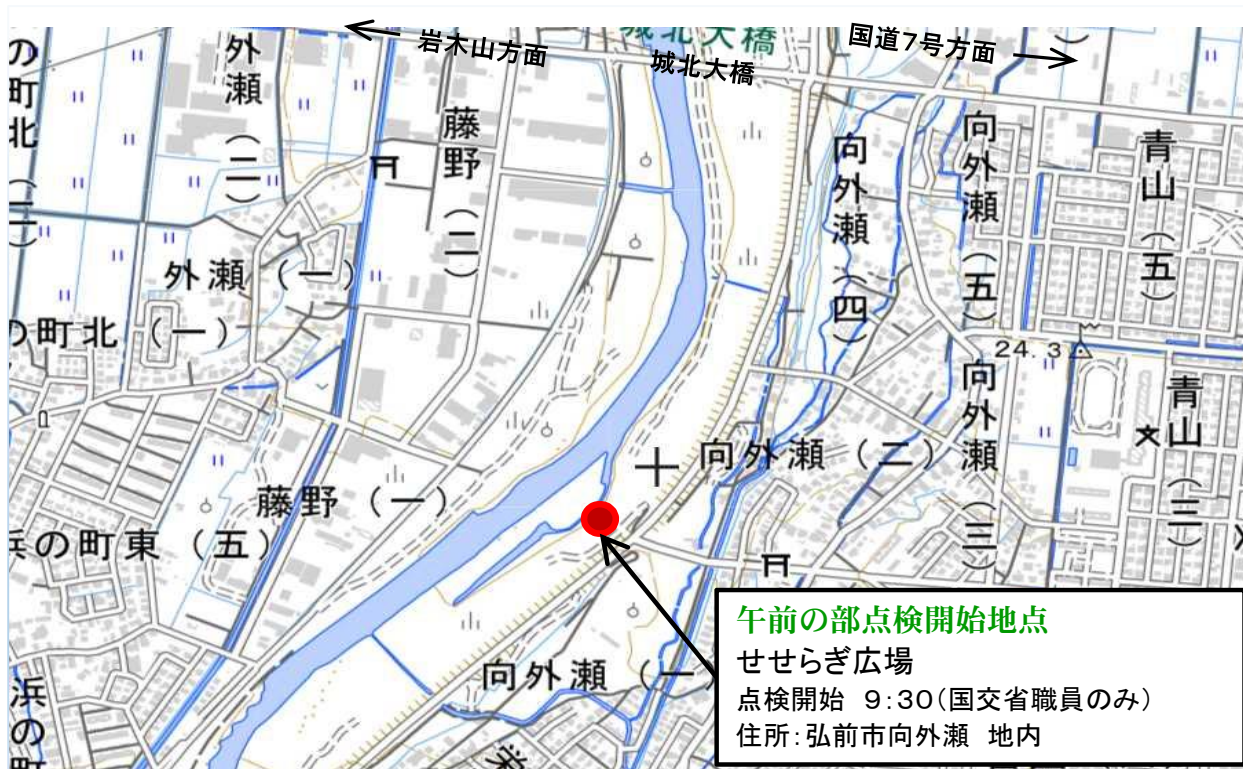 城北大橋
岩木山方面
城北大橋
国道7号方面
の町北(二)
外瀬(二)
藤野(二)
向外瀬(四)
向外瀬(五)
青山(五)
外瀬(一)
の町北(一)
24.3
向外瀬(三)
青山(三)
向外瀬(二)
藤野(一)
浜の町東(五)
向外瀬(一)
浜の町
栄
午前の部点検開始地点
せせらぎ広場
点検開始 9:30(国交省職員のみ)
住所:弘前市向外瀬 地内